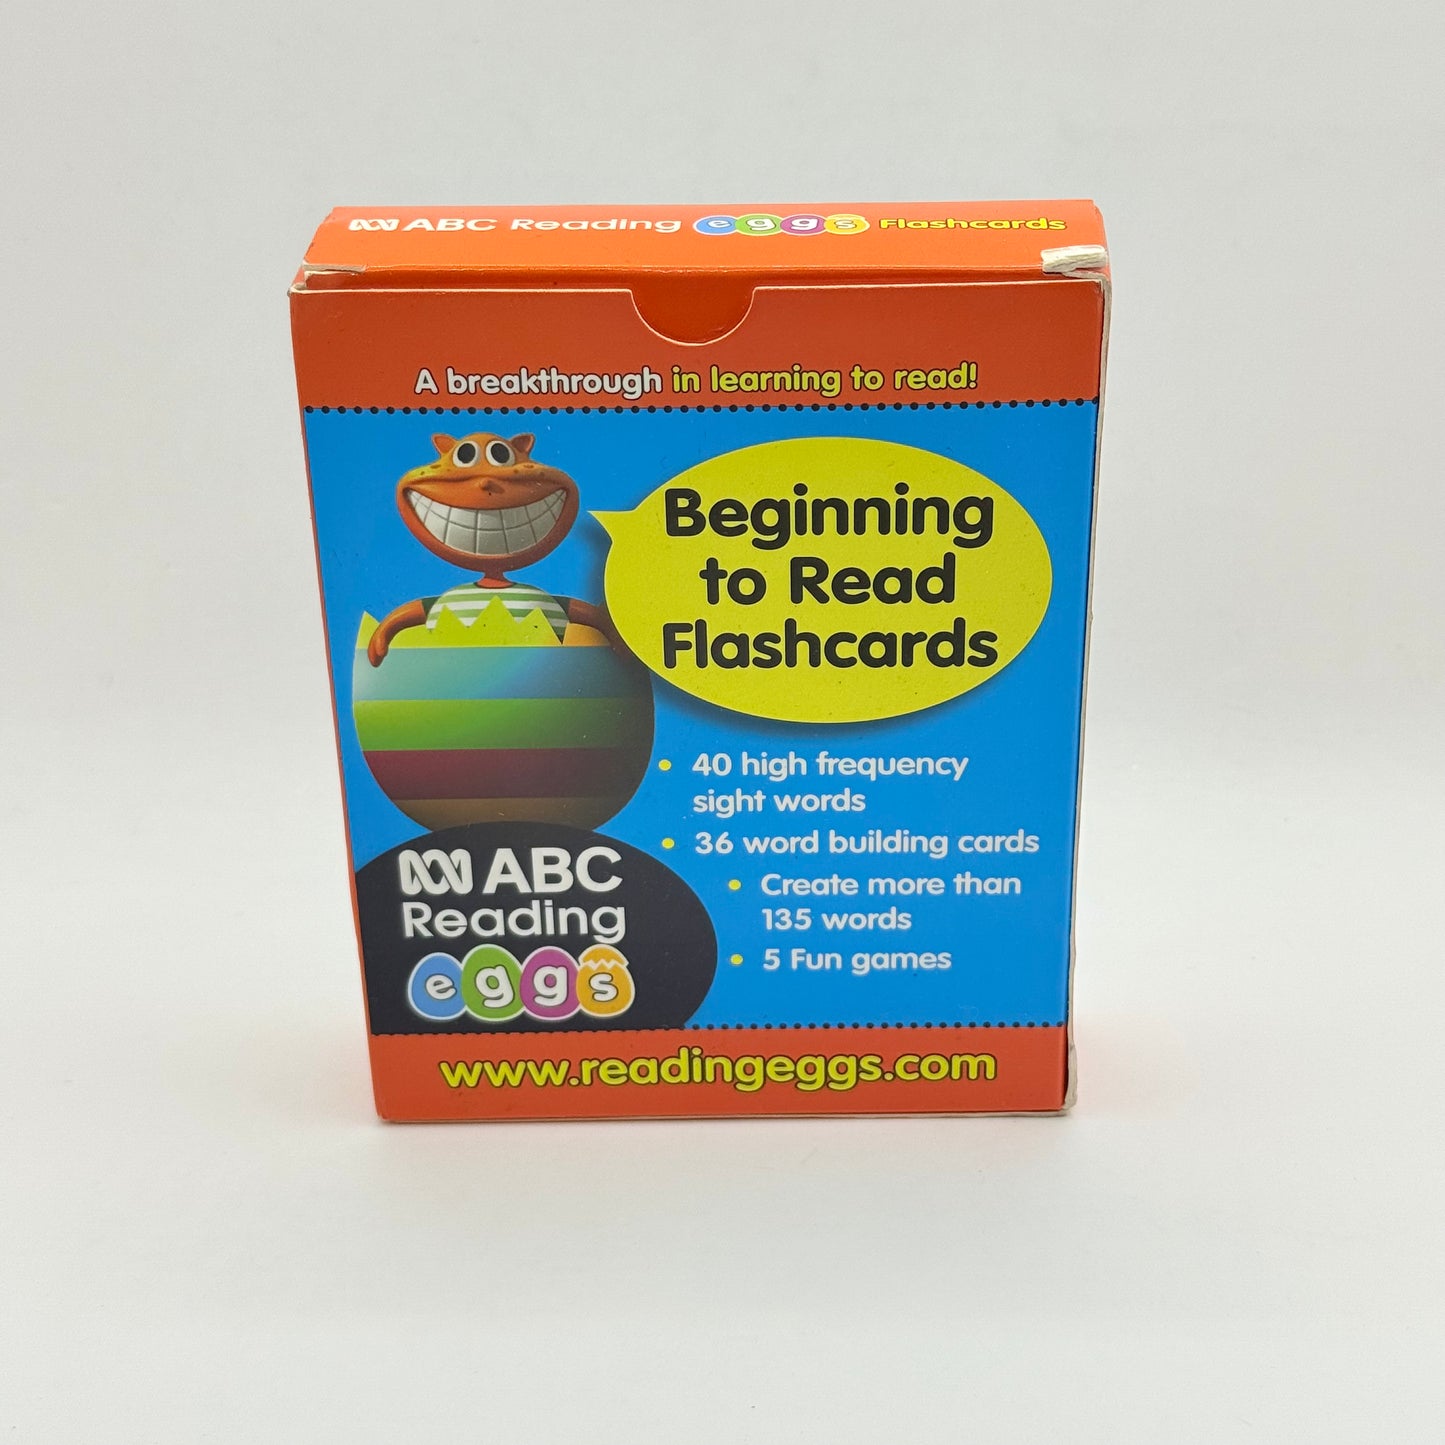 ABC Reading eggs Flashcards
A breakthrough in learning to read!
Beginning
to Read
Flashcards
• 40 high frequency
sight words
• 36 word building cards
• Create more than
135 words
• 5 Fun games
ABC
Reading
eggs
www.readingeggs.com